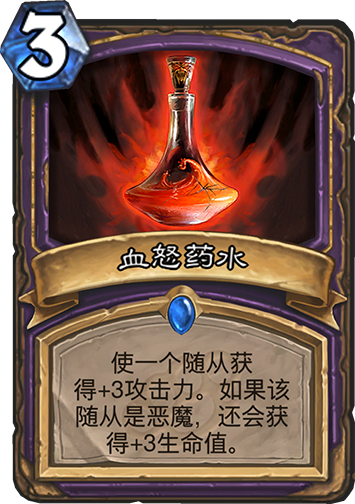 3
血怒药水
使一个随从获
得+3攻击力。如果该
随从是恶魔，还会获
得+3生命值。